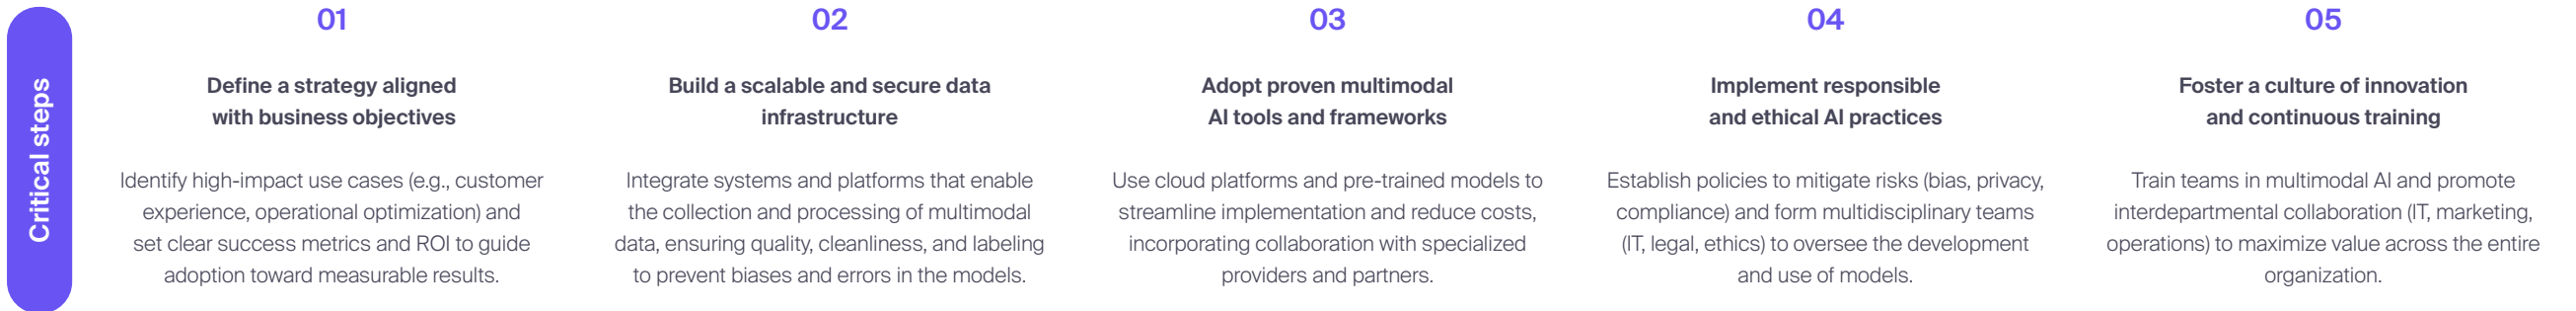 Critical steps
01
Define a strategy aligned
with business objectives
Identify high-impact use cases (e.g., customer
experience, operational optimization) and
set clear success metrics and ROI to guide
adoption toward measurable results.
02
Build a scalable and secure data
infrastructure
Integrate systems and platforms that enable
the collection and processing of multimodal
data, ensuring quality, cleanliness, and labeling
to prevent biases and errors in the models.
03
Adopt proven multimodal
AI tools and frameworks
Use cloud platforms and pre-trained models to
streamline implementation and reduce costs,
incorporating collaboration with specialized
providers and partners.
04
Implement responsible
and ethical AI practices
Establish policies to mitigate risks (bias, privacy,
compliance) and form multidisciplinary teams
(IT, legal, ethics) to oversee the development
and use of models.
05
Foster a culture of innovation
and continuous training
Train teams in multimodal AI and promote
interdepartmental collaboration (IT, marketing,
operations) to maximize value across the entire
organization.